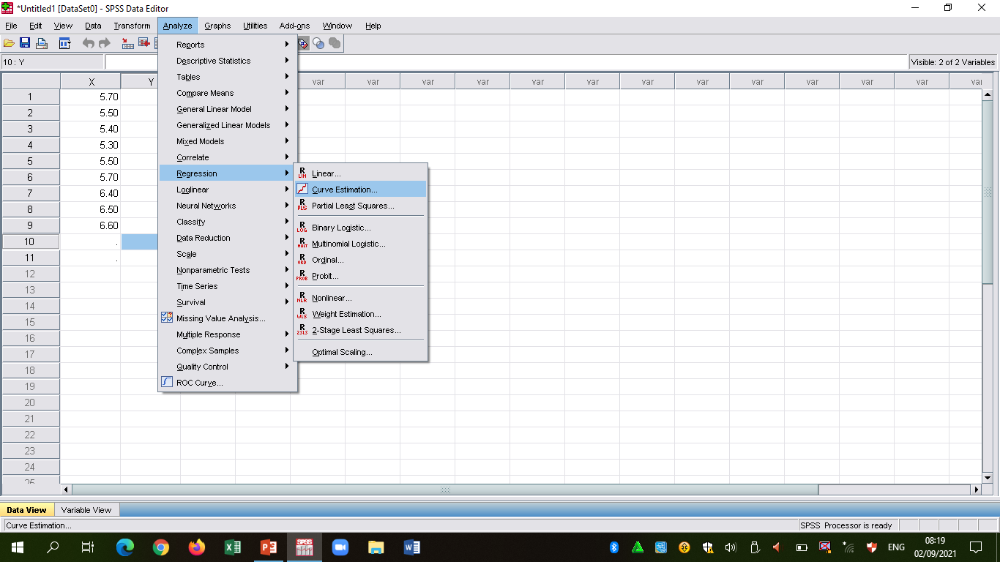 *Untitled1 [DataSet0] - SPSS Data Editor
File Edit View Data Transform Analyze Graphs Utilities Add-ons Window Help
10 : Y
Visible: 2 of 2 Variables
X Y var var var var var var var var var var var var var
1 5.70
2 5.50
3 5.40
4 5.30
5 5.50
6 5.70
7 6.40
8 6.50
9 6.60
10 .
11 .
12
13
14
15
16
17
18
19
20
21
22
23
24
25
Reports
Descriptive Statistics
Tables
Compare Means
General Linear Model
Generalized Linear Models
Mixed Models
Correlate
Regression
Loglinear
Neural Networks
Classify
Data Reduction
Scale
Nonparametric Tests
Time Series
Survival
Missing Value Analysis...
Multiple Response
Complex Samples
Quality Control
ROC Curve...
R LIN Linear...
Curve Estimation...
R PLS Partial Least Squares...
R LOG Binary Logistic...
R MULT Multinomial Logistic...
R ORD Ordinal...
R PROB Probit...
R NLR Nonlinear...
R WLS Weight Estimation...
R 2SLS 2-Stage Least Squares...
Optimal Scaling...
Data View Variable View
Curve Estimation...
SPSS Processor is ready
SPSS
ENG
08:19
02/09/2021